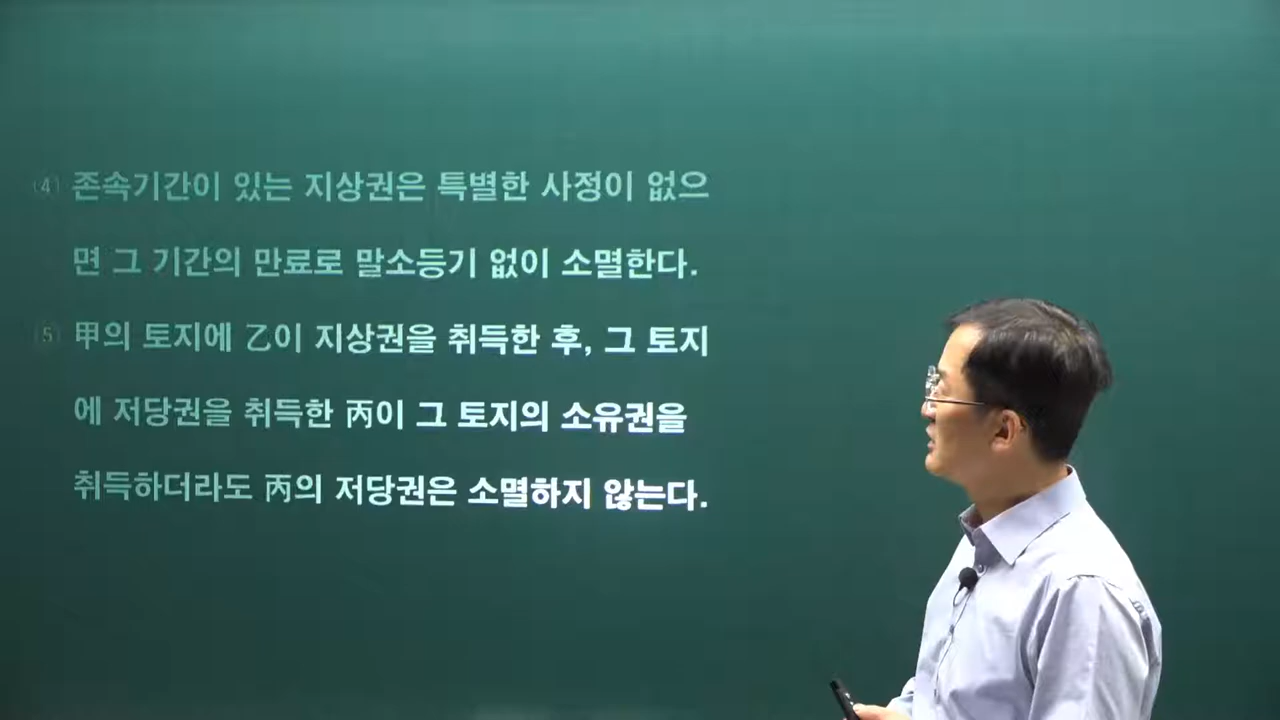 (4) 존속기간이 있는 지상권은 특별한 사정이 없으
면 그 기간의 만료로 말소등기 없이 소멸한다.
(5) 甲의 토지에 乙이 지상권을 취득한 후, 그 토지
에 저당권을 취득한 丙이 그 토지의 소유권을
취득하더라도 丙의 저당권은 소멸하지 않는다.